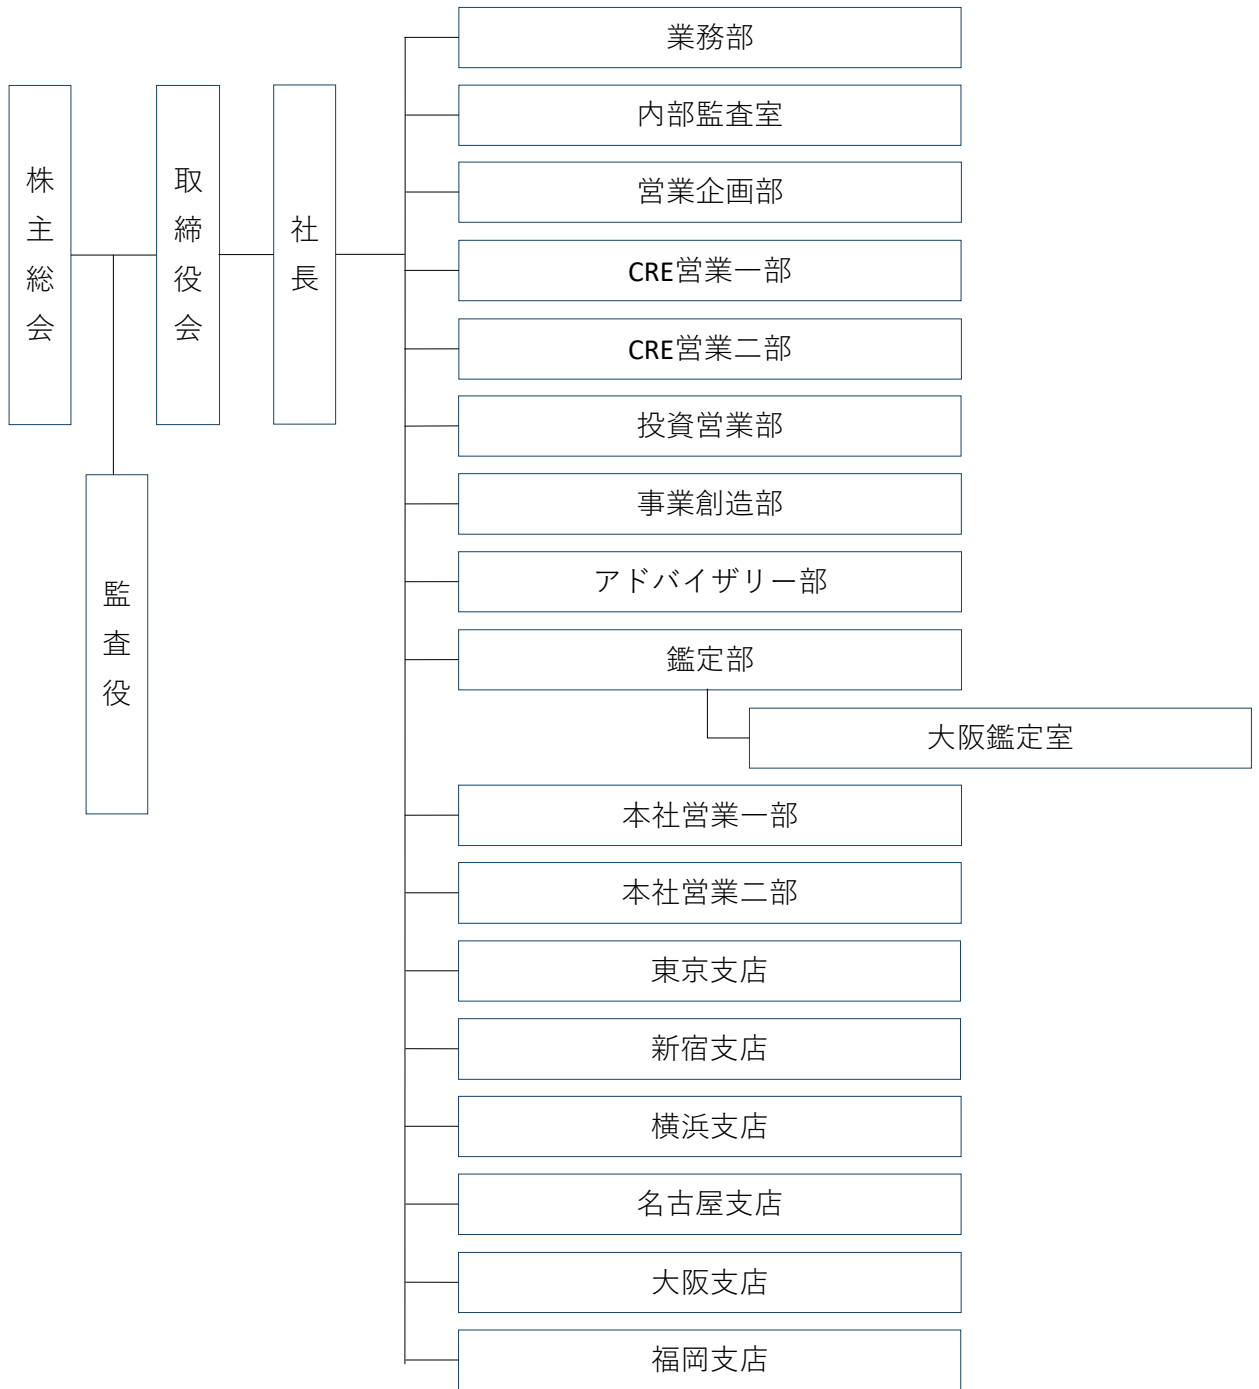 株主総会
取締役会
社長
監査役
業務部
内部監査室
営業企画部
CRE営業一部
CRE営業二部
投資営業部
事業創造部
アドバイザリー部
鑑定部
大阪鑑定室
本社営業一部
本社営業二部
東京支店
新宿支店
横浜支店
名古屋支店
大阪支店
福岡支店